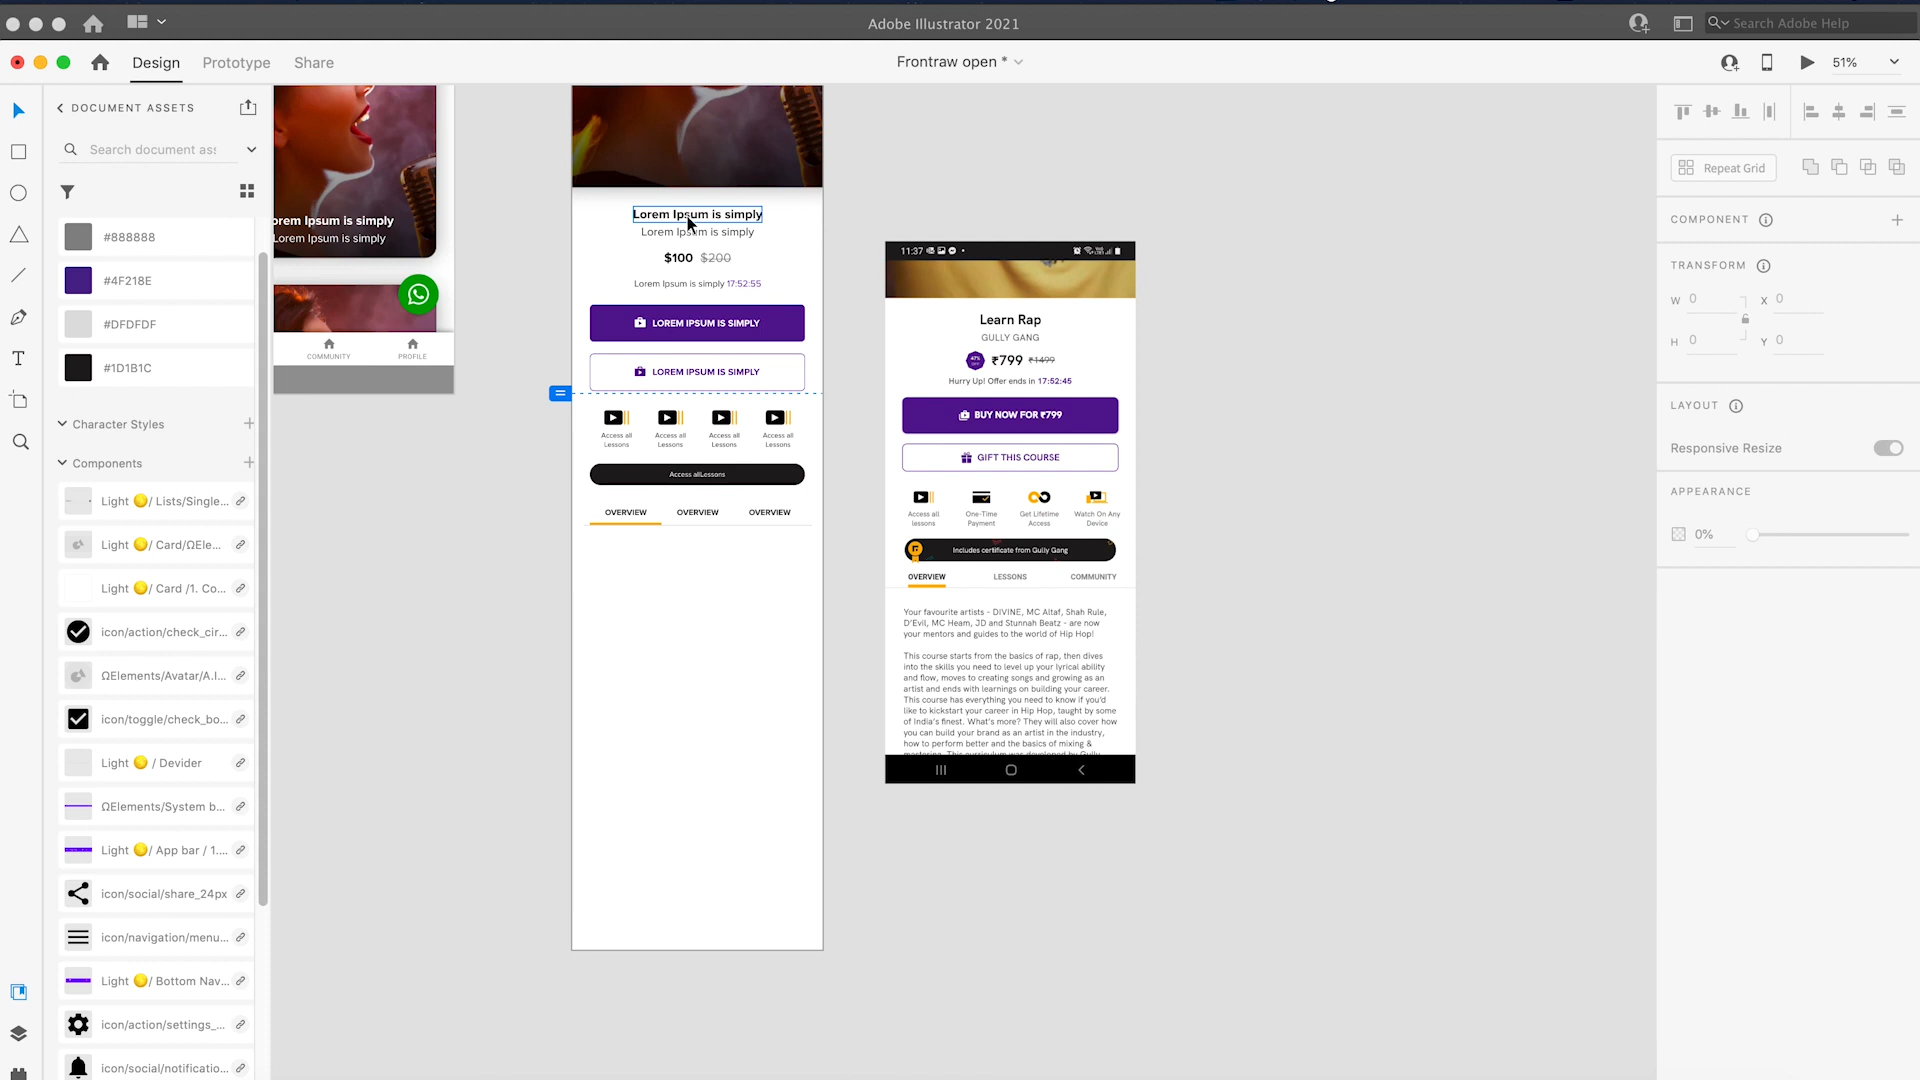 Adobe Illustrator 2021
Search Adobe Help
Design
Prototype
Share
Frontraw open *
51%
DOCUMENT ASSETS
Search document ass
#888888
#4F218E
#DFDFDF
#1D1B1C
Character Styles
Components
Light / Lists/Single...
Light / Card/ΩEle...
Light / Card /1. Co...
icon/action/check_cir...
ΩElements/Avatar/A.I...
icon/toggle/check_bo...
Light / Devider
ΩElements/System b...
Light / App bar / 1....
icon/social/share_24px
icon/navigation/menu...
Light / Bottom Nav...
icon/action/settings_...
icon/social/notificatio...
orem Ipsum is simply
Lorem Ipsum is simply
COMMUNITY
PROFILE
Lorem Ipsum is simply
Lorem Ipsum is simply
$100 $200
Lorem Ipsum is simply 17:52:55
LOREM IPSUM IS SIMPLY
LOREM IPSUM IS SIMPLY
Access all Lessons
Access all Lessons
Access all Lessons
Access all Lessons
Access allLessons
OVERVIEW OVERVIEW OVERVIEW
11:37
Learn Rap
GULLY GANG
47% OFF
₹799 ₹1499
Hurry Up! Offer ends in 17:52:45
BUY NOW FOR ₹799
GIFT THIS COURSE
Access all lessons
One-Time Payment
Get Lifetime Access
Watch On Any Device
Includes certificate from Gully Gang
OVERVIEW LESSONS COMMUNITY
Your favourite artists - DIVINE, MC Altaf, Shah Rule,
D'Evil, MC Heam, JD and Stunnah Beatz - are now
your mentors and guides to the world of Hip Hop!
This course starts from the basics of rap, then dives
into the skills you need to level up your lyrical ability
and flow, moves to creating songs and growing as an
artist and ends with learnings on building your career.
This course has everything you need to know if you'd
like to kickstart your career in Hip Hop, taught by some
of India's finest. What's more? They will also cover how
you can build your brand as an artist in the industry,
how to perform better and the basics of mixing &
mastering. This curriculum was developed by Gully
Repeat Grid
COMPONENT
TRANSFORM
W 0 X 0
H 0 Y 0
LAYOUT
Responsive Resize
APPEARANCE
0%